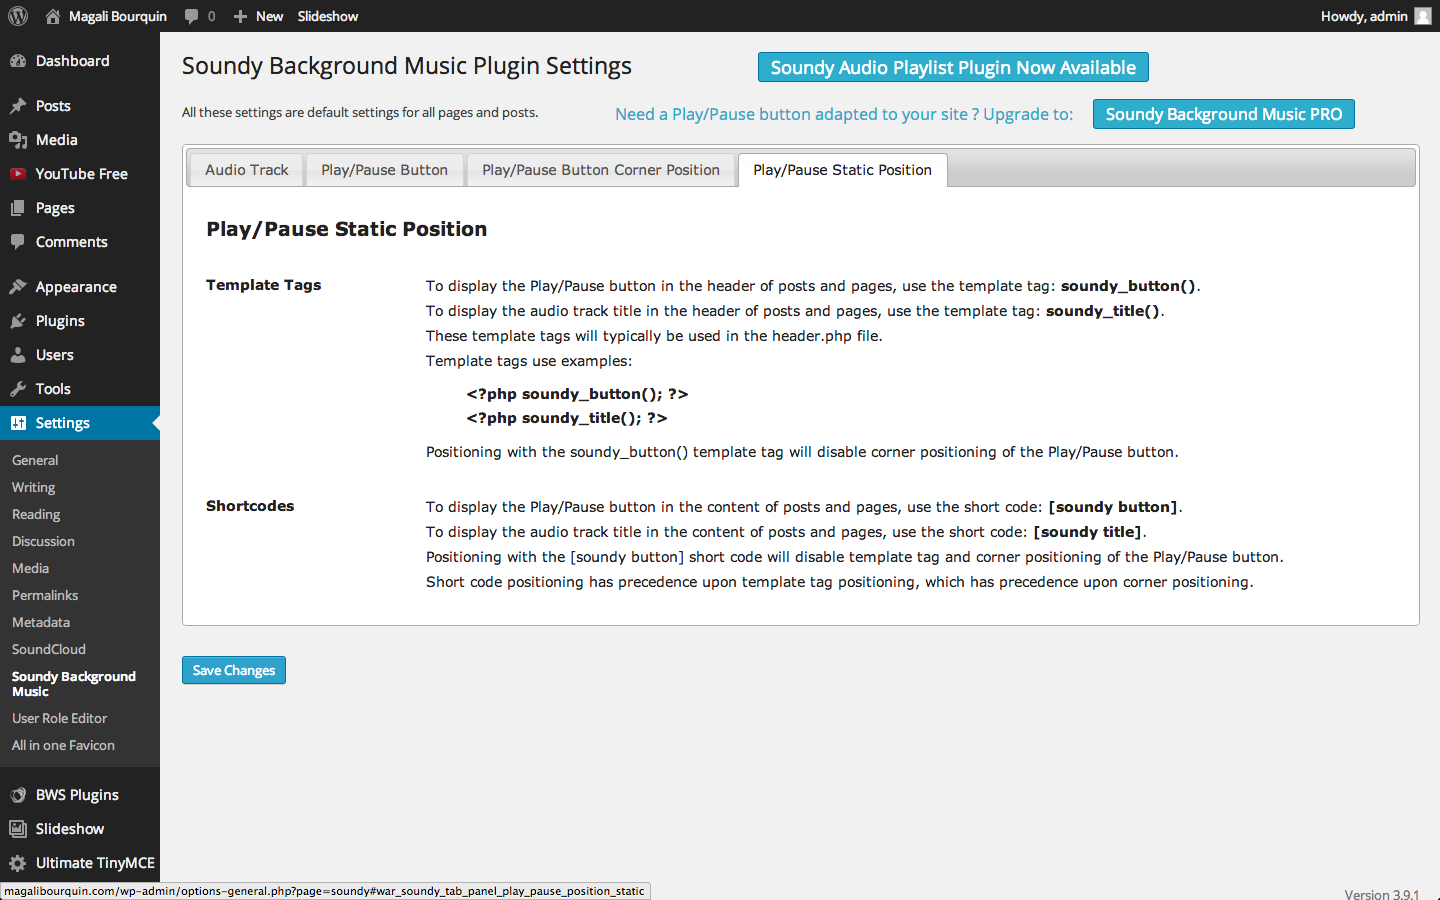 Magali Bourquin
0
New
Slideshow
Howdy, admin
Dashboard
Posts
Media
YouTube Free
Pages
Comments
Appearance
Plugins
Users
Tools
Settings
General
Writing
Reading
Discussion
Media
Permalinks
Metadata
SoundCloud
Soundy Background
Music
User Role Editor
All in one Favicon
BWS Plugins
Slideshow
Ultimate TinyMCE
Soundy Background Music Plugin Settings
Soundy Audio Playlist Plugin Now Available
All these settings are default settings for all pages and posts.
Need a Play/Pause button adapted to your site ? Upgrade to:
Soundy Background Music PRO
Audio Track
Play/Pause Button
Play/Pause Button Corner Position
Play/Pause Static Position
Play/Pause Static Position
Template Tags
To display the Play/Pause button in the header of posts and pages, use the template tag: soundy_button().
To display the audio track title in the header of posts and pages, use the template tag: soundy_title().
These template tags will typically be used in the header.php file.
Template tags use examples:
<?php soundy_button(); ?>
<?php soundy_title(); ?>
Positioning with the soundy_button() template tag will disable corner positioning of the Play/Pause button.
Shortcodes
To display the Play/Pause button in the content of posts and pages, use the short code: [soundy button].
To display the audio track title in the content of posts and pages, use the short code: [soundy title].
Positioning with the [soundy button] short code will disable template tag and corner positioning of the Play/Pause button.
Short code positioning has precedence upon template tag positioning, which has precedence upon corner positioning.
Save Changes
magalibourquin.com/wp-admin/options-general.php?page=soundy#war_soundy_tab_panel_play_pause_position_static
Version 3.9.1